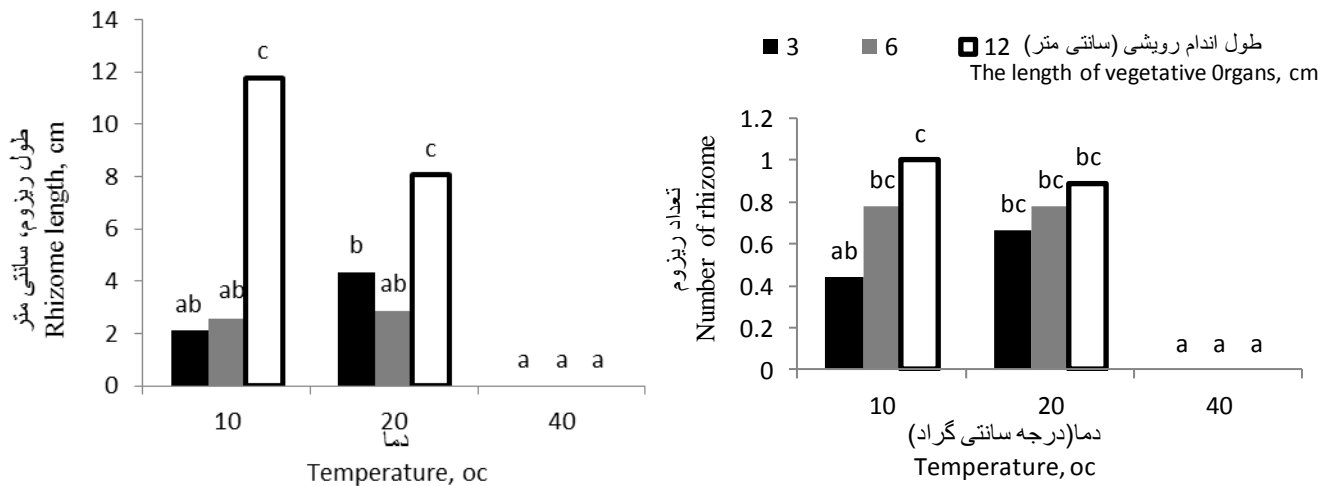 14
12
10
8
6
4
2
0
طول ریزوم، سانتی متر
Rhizome length, cm
ab
ab
c
b
ab
c
a a a
10 20 40
دما
Temperature, oc
3 6 12 طول اندام رویشی (سانتی متر)
The length of vegetative 0rgans, cm
1.2
1
0.8
0.6
0.4
0.2
0
تعداد ریزوم
Number of rhizome
ab
bc
c
bc
bc
bc
a a a
10 20 40
دما(درجه سانتی گراد)
Temperature, oc